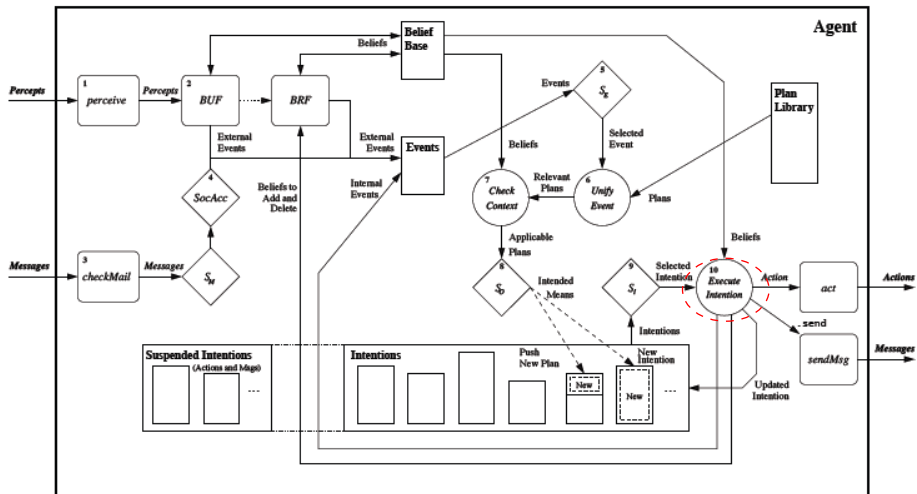 Agent
Belief
Base
Beliefs
1
perceive
2
BUF
BRF
Percepts
Percepts
5
S_E
Events
Plan
Library
External
Events
External
Events
Events
Selected
Event
4
SocAcc
Internal
Events
Beliefs to
Add and
Delete
Beliefs
7
Check
Context
Relevant
Plans
6
Unify
Event
Plans
Applicable
Plans
Beliefs
Messages
3
checkMail
Messages
S_M
8
S_O
Intended
Means
9
S_I
Selected
Intention
10
Execute
Intention
Action
act
Actions
.send
sendMsg
Messages
Intentions
Suspended Intentions
(Actions and Msgs)
...
Intentions
Push
New Plan
New
New
Intention
New
...
Updated
Intention